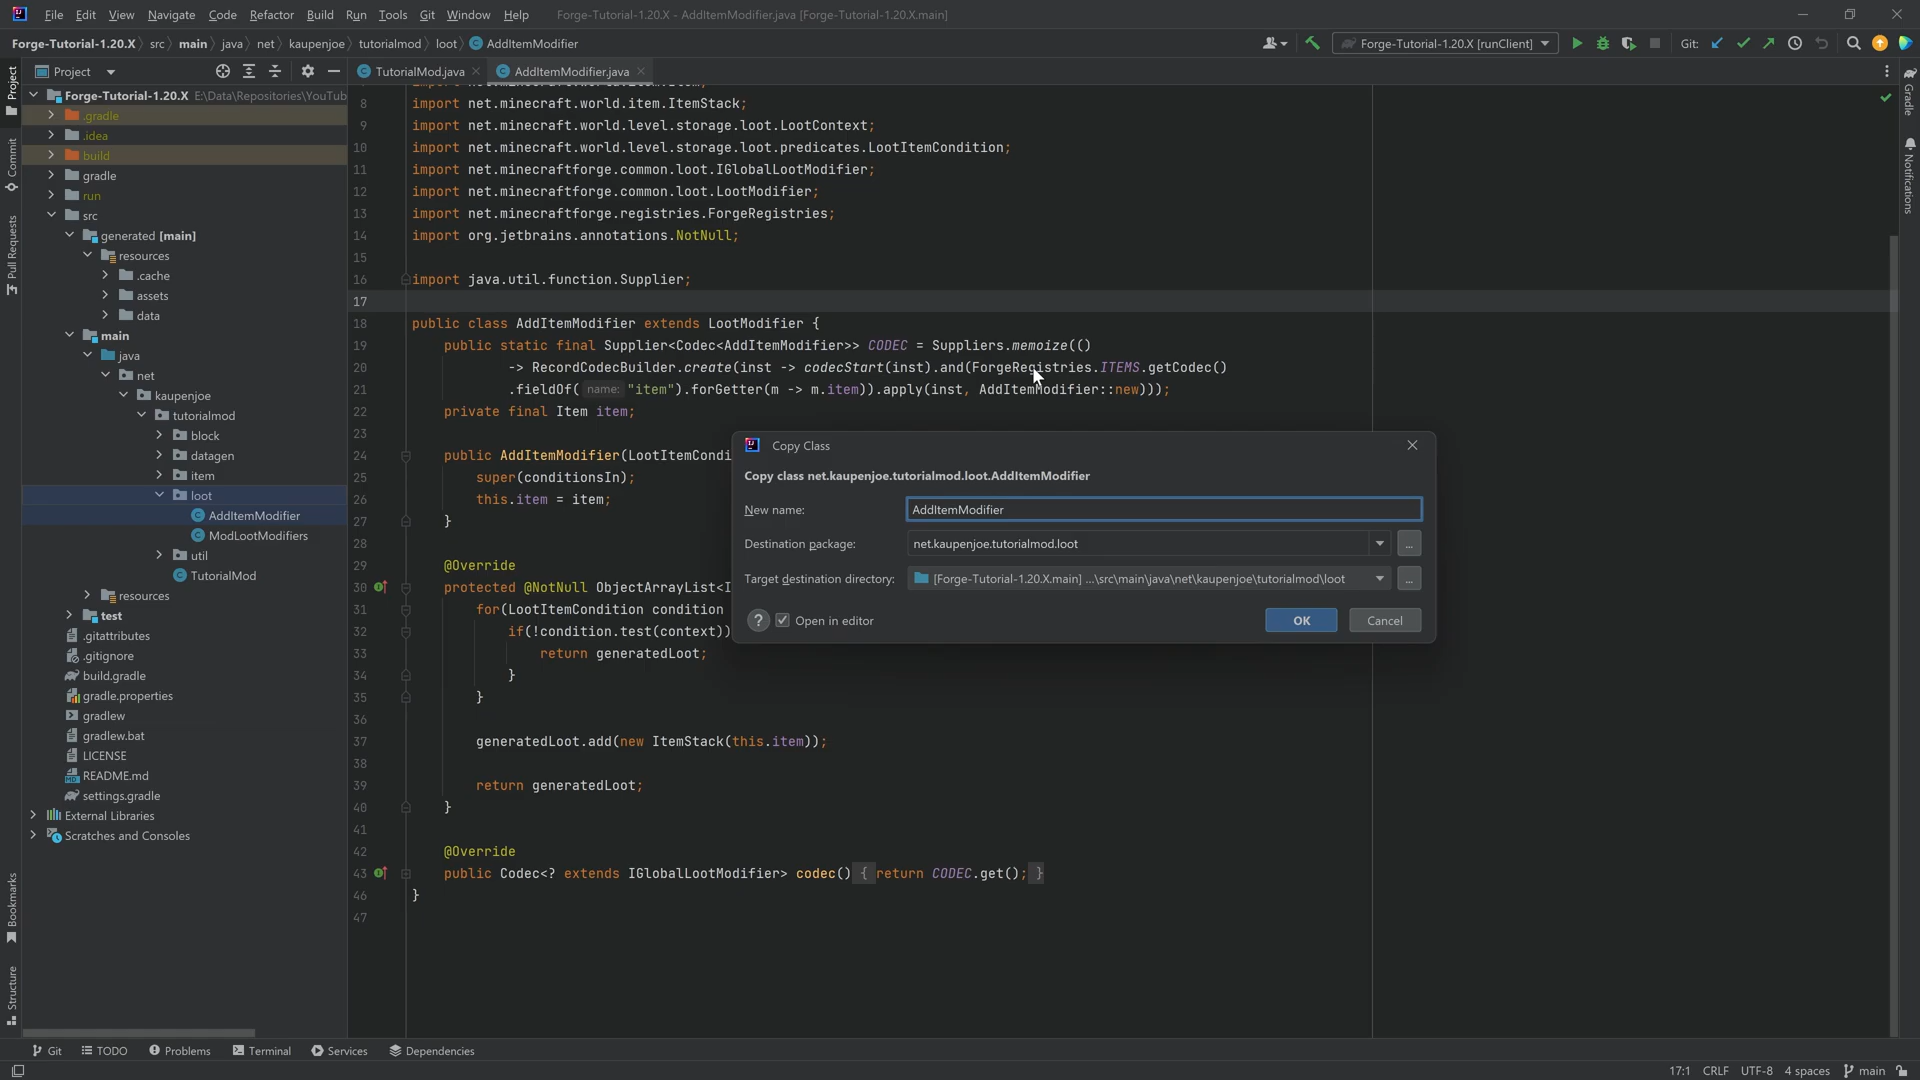 File Edit View Navigate Code Refactor Build Run Tools Git Window Help Forge-Tutorial-1.20.X - AddItemModifier.java [Forge-Tutorial-1.20.X.main]
Forge-Tutorial-1.20.X src main java net kaupenjoe tutorialmod loot AddItemModifier Forge-Tutorial-1.20.X [runClient] Git:
Project TutorialMod.java AddItemModifier.java
Project
Commit
Pull Requests
Bookmarks
Structure
Forge-Tutorial-1.20.X E:\Data\Repositories\YouTub
.gradle
.idea
build
gradle
run
src
generated [main]
resources
.cache
assets
data
main
java
net
kaupenjoe
tutorialmod
block
datagen
item
loot
AddItemModifier
ModLootModifiers
util
TutorialMod
resources
test
.gitattributes
.gitignore
build.gradle
gradle.properties
gradlew
gradlew.bat
LICENSE
README.md
settings.gradle
External Libraries
Scratches and Consoles
8 import net.minecraft.world.item.ItemStack;
9 import net.minecraft.world.level.storage.loot.LootContext;
10 import net.minecraft.world.level.storage.loot.predicates.LootItemCondition;
11 import net.minecraftforge.common.loot.IGlobalLootModifier;
12 import net.minecraftforge.common.loot.LootModifier;
13 import net.minecraftforge.registries.ForgeRegistries;
14 import org.jetbrains.annotations.NotNull;
15
16 import java.util.function.Supplier;
17
18 public class AddItemModifier extends LootModifier {
19 public static final Supplier<Codec<AddItemModifier>> CODEC = Suppliers.memoize(()
20 -> RecordCodecBuilder.create(inst -> codecStart(inst).and(ForgeRegistries.ITEMS.getCodec()
21 .fieldOf( name: "item").forGetter(m -> m.item)).apply(inst, AddItemModifier::new)));
22 private final Item item;
23
24 public AddItemModifier(LootItemCondi
25 super(conditionsIn);
26 this.item = item;
27 }
28
29 @Override
30 protected @NotNull ObjectArrayList<I
31 for(LootItemCondition condition
32 if(!condition.test(context))
33 return generatedLoot;
34 }
35 }
36
37 generatedLoot.add(new ItemStack(this.item));
38
39 return generatedLoot;
40 }
41
42 @Override
43 public Codec<? extends IGlobalLootModifier> codec() { return CODEC.get(); }
46 }
47
Copy Class
Copy class net.kaupenjoe.tutorialmod.loot.AddItemModifier
New name: AddItemModifier
Destination package: net.kaupenjoe.tutorialmod.loot ...
Target destination directory: [Forge-Tutorial-1.20.X.main] ...\src\main\java\net\kaupenjoe\tutorialmod\loot ...
? Open in editor OK Cancel
Gradle
Notifications
Git TODO Problems Terminal Services Dependencies
17:1 CRLF UTF-8 4 spaces main